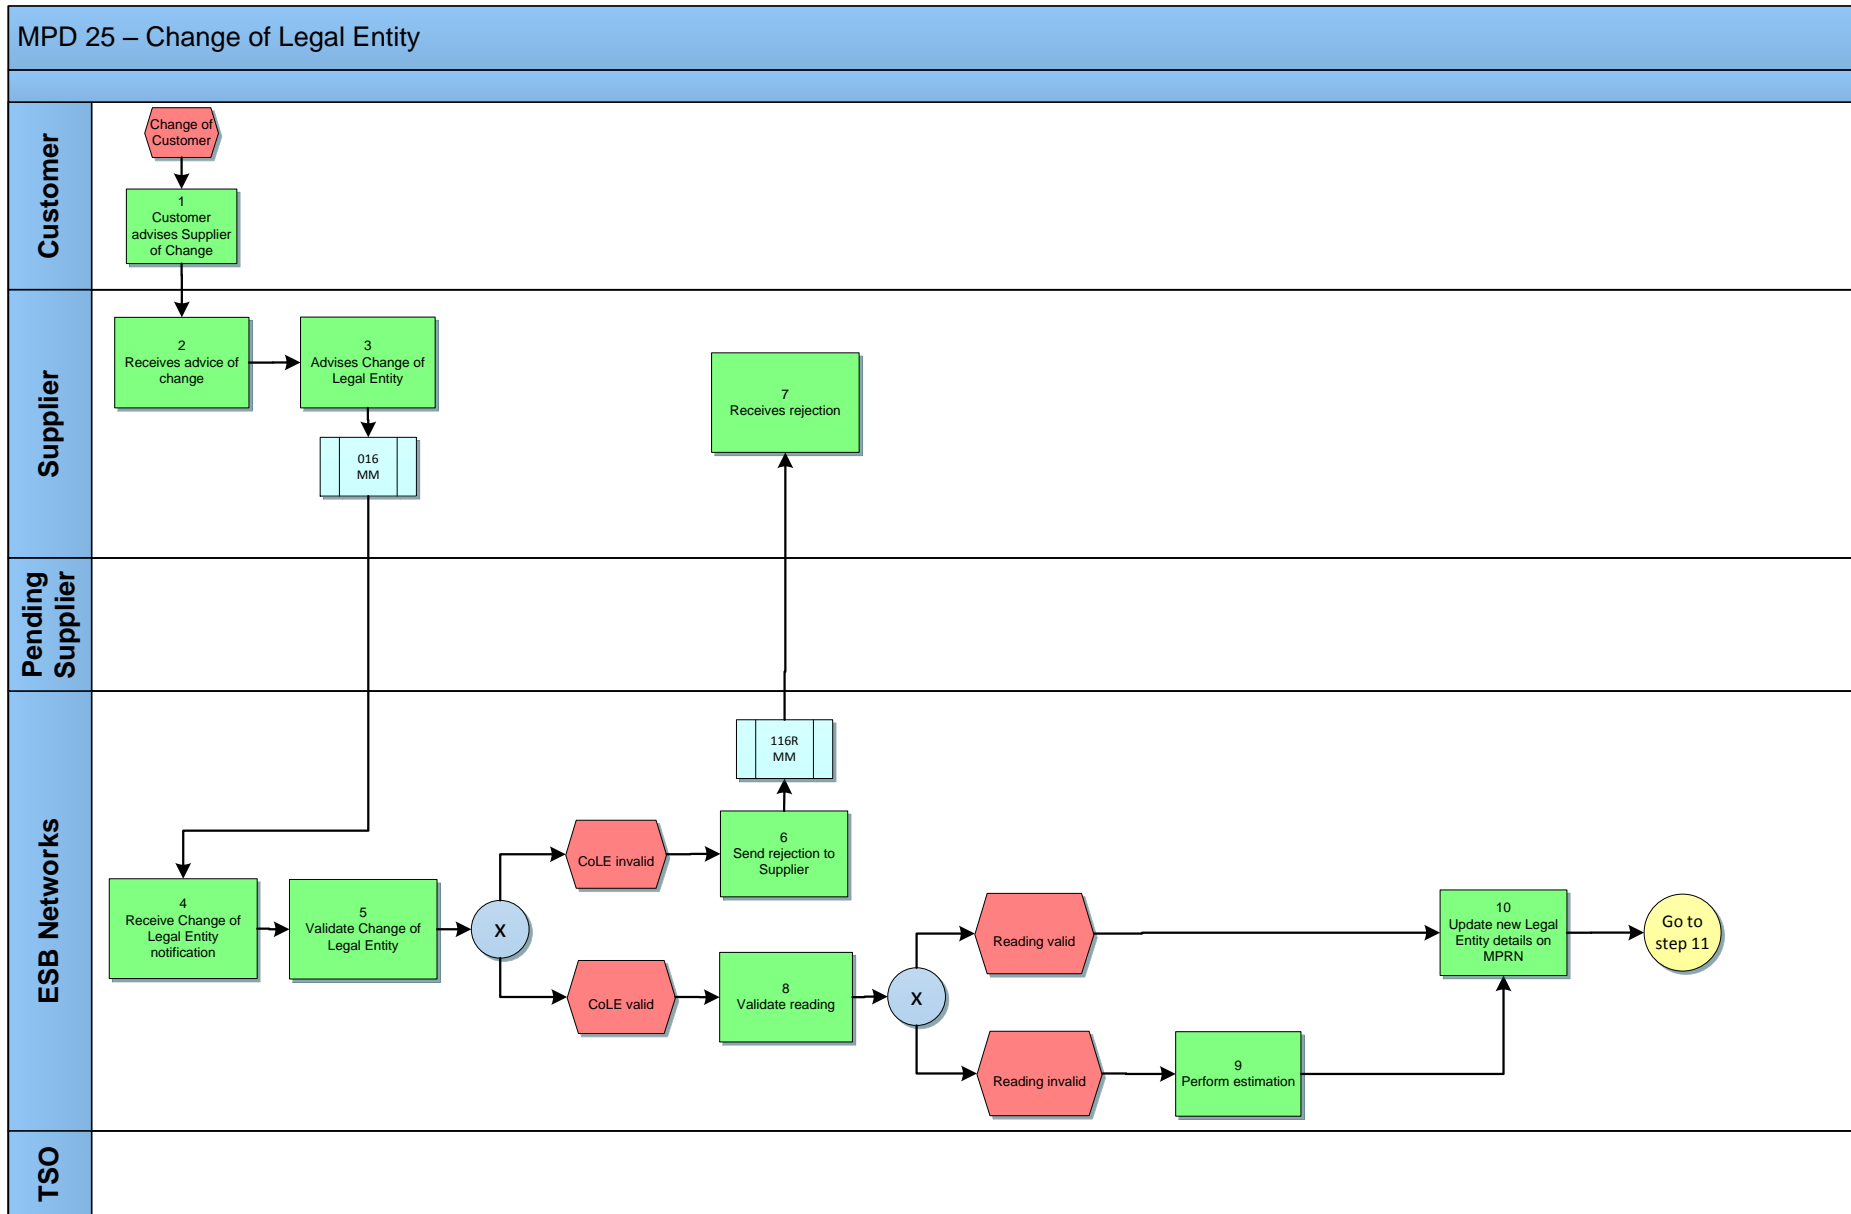 MPD 25 – Change of Legal Entity
Customer
Change of
Customer
1
Customer
advises Supplier
of Change
Supplier
2
Receives advice of
change
3
Advises Change of
Legal Entity
016
MM
7
Receives rejection
Pending
Supplier
ESB Networks
116R
MM
4
Receive Change of
Legal Entity
notification
5
Validate Change of
Legal Entity
X
CoLE invalid
6
Send rejection to
Supplier
CoLE valid
8
Validate reading
X
Reading valid
Reading invalid
9
Perform estimation
10
Update new Legal
Entity details on
MPRN
Go to
step 11
TSO